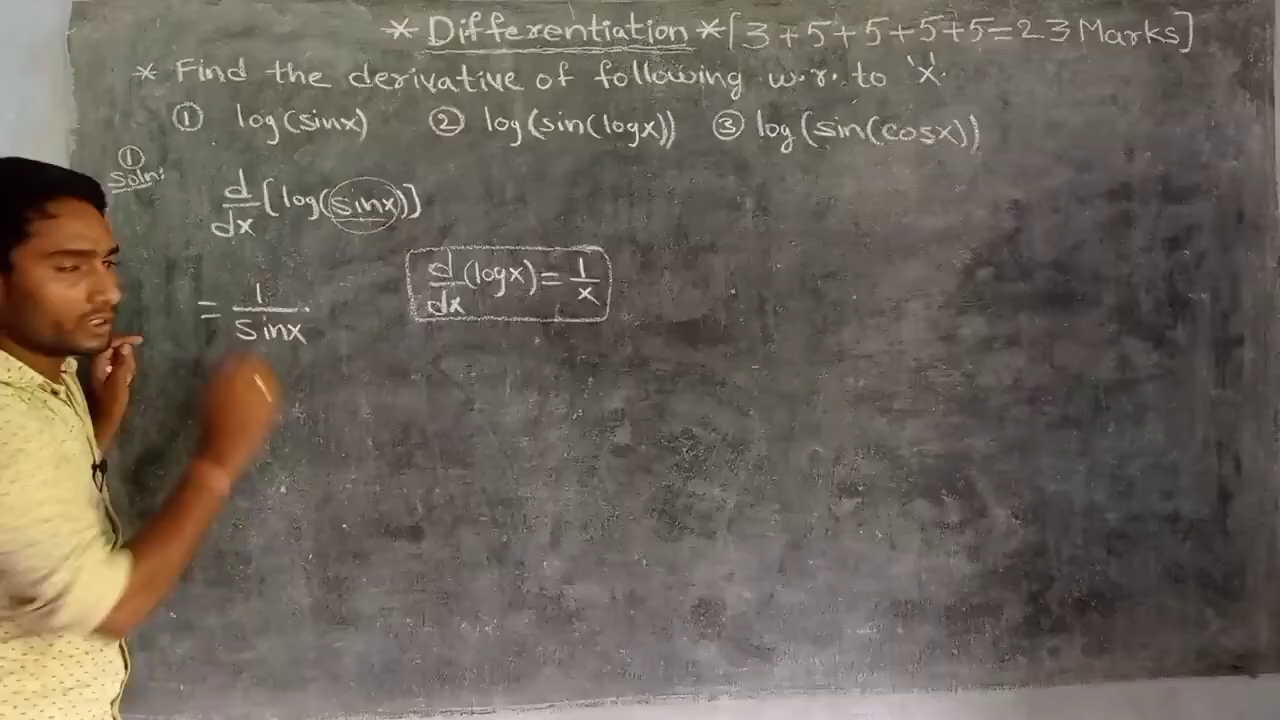 * Differentiation * [3+5+5+5+5=23 Marks]
* Find the derivative of following w.r. to 'x'.
① log(sinx) ② log(sin(logx)) ③ log(sin(cosx))
①
Soln:
d/dx [log(sinx)]
d/dx (logx) = 1/x
= 1/sinx